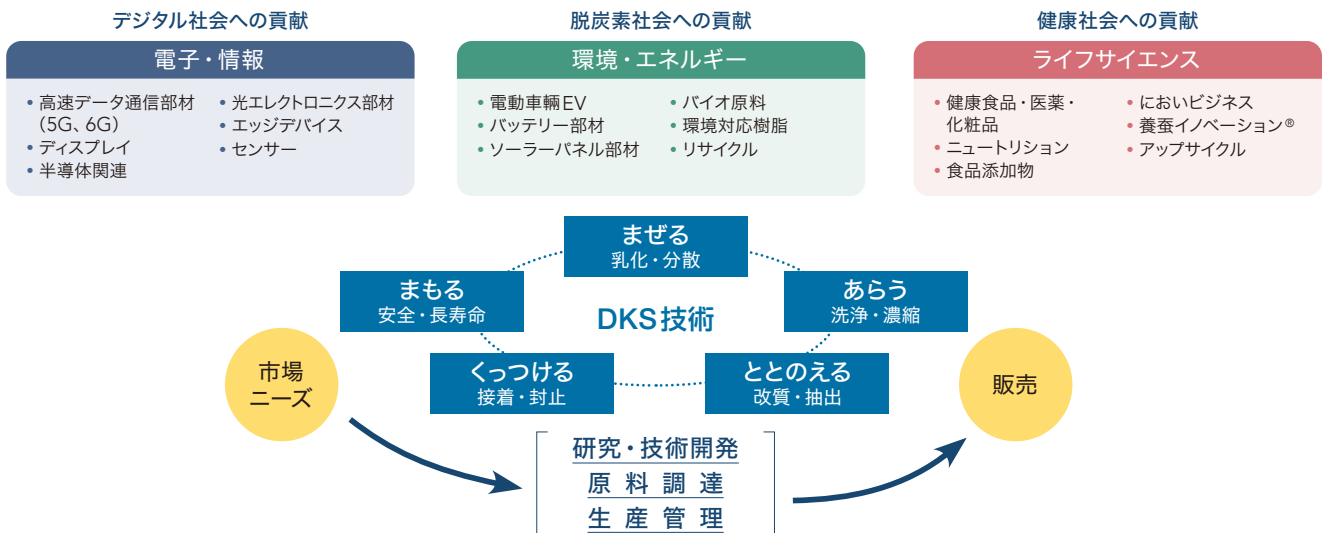 デジタル社会への貢献
電子・情報
• 高速データ通信部材
（5G、6G）
• ディスプレイ
• 半導体関連
• 光エレクトロニクス部材
• エッジデバイス
• センサー
脱炭素社会への貢献
環境・エネルギー
• 電動車輌EV
• バッテリー部材
• ソーラーパネル部材
• バイオ原料
• 環境対応樹脂
• リサイクル
健康社会への貢献
ライフサイエンス
• 健康食品・医薬・
化粧品
• ニュートリション
• 食品添加物
• においビジネス
• 養蚕イノベーション®
• アップサイクル
まぜる
乳化・分散
まもる
安全・長寿命
あらう
洗浄・濃縮
DKS技術
くっつける
接着・封止
ととのえる
改質・抽出
市場
ニーズ
販売
研究・技術開発
原料調達
生産管理